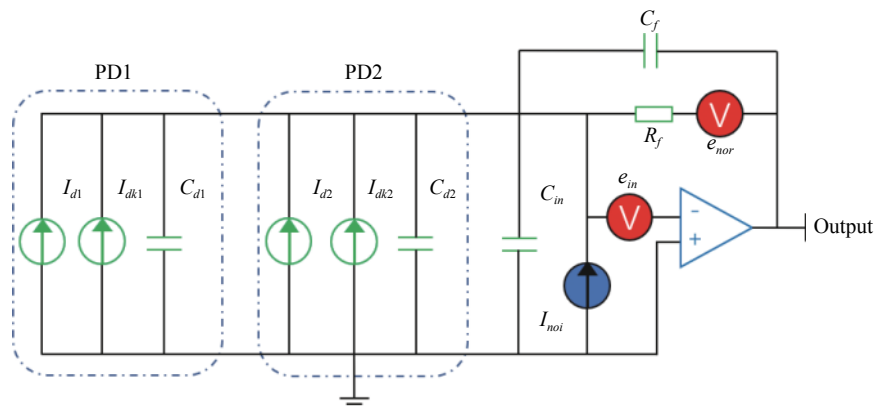 C_f
PD1
PD2
R_f
e_nor
I_d1
I_dk1
C_d1
I_d2
I_dk2
C_d2
C_in
e_in
V
V
-
+
Output
I_noi